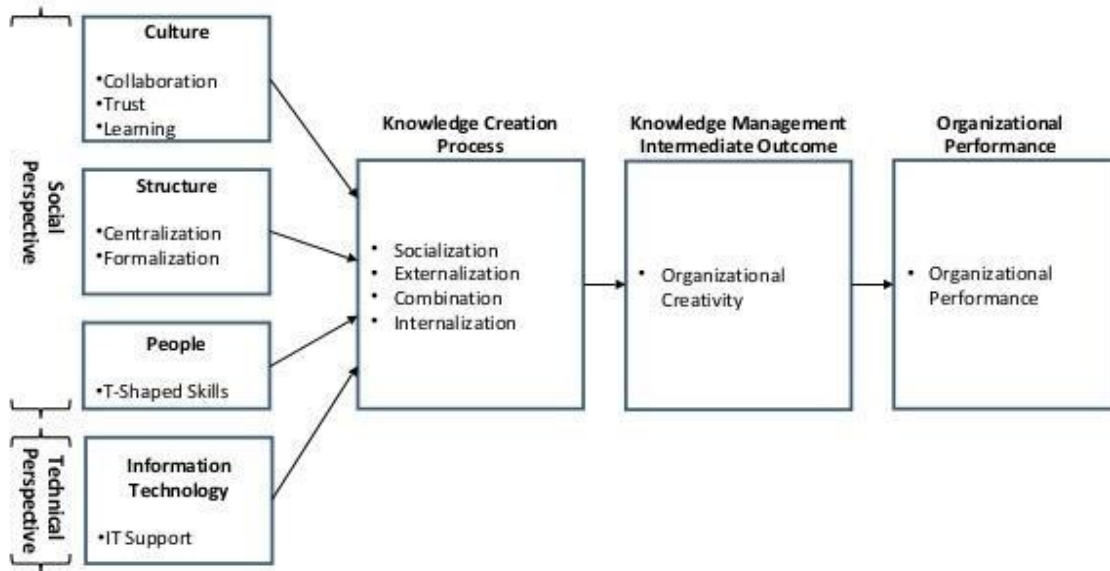 Social
Perspective
Technical
Perspective
Culture
•Collaboration
•Trust
•Learning
Structure
•Centralization
•Formalization
People
•T-Shaped Skills
Information
Technology
•IT Support
Knowledge Creation
Process
• Socialization
• Externalization
• Combination
• Internalization
Knowledge Management
Intermediate Outcome
• Organizational
Creativity
Organizational
Performance
• Organizational
Performance